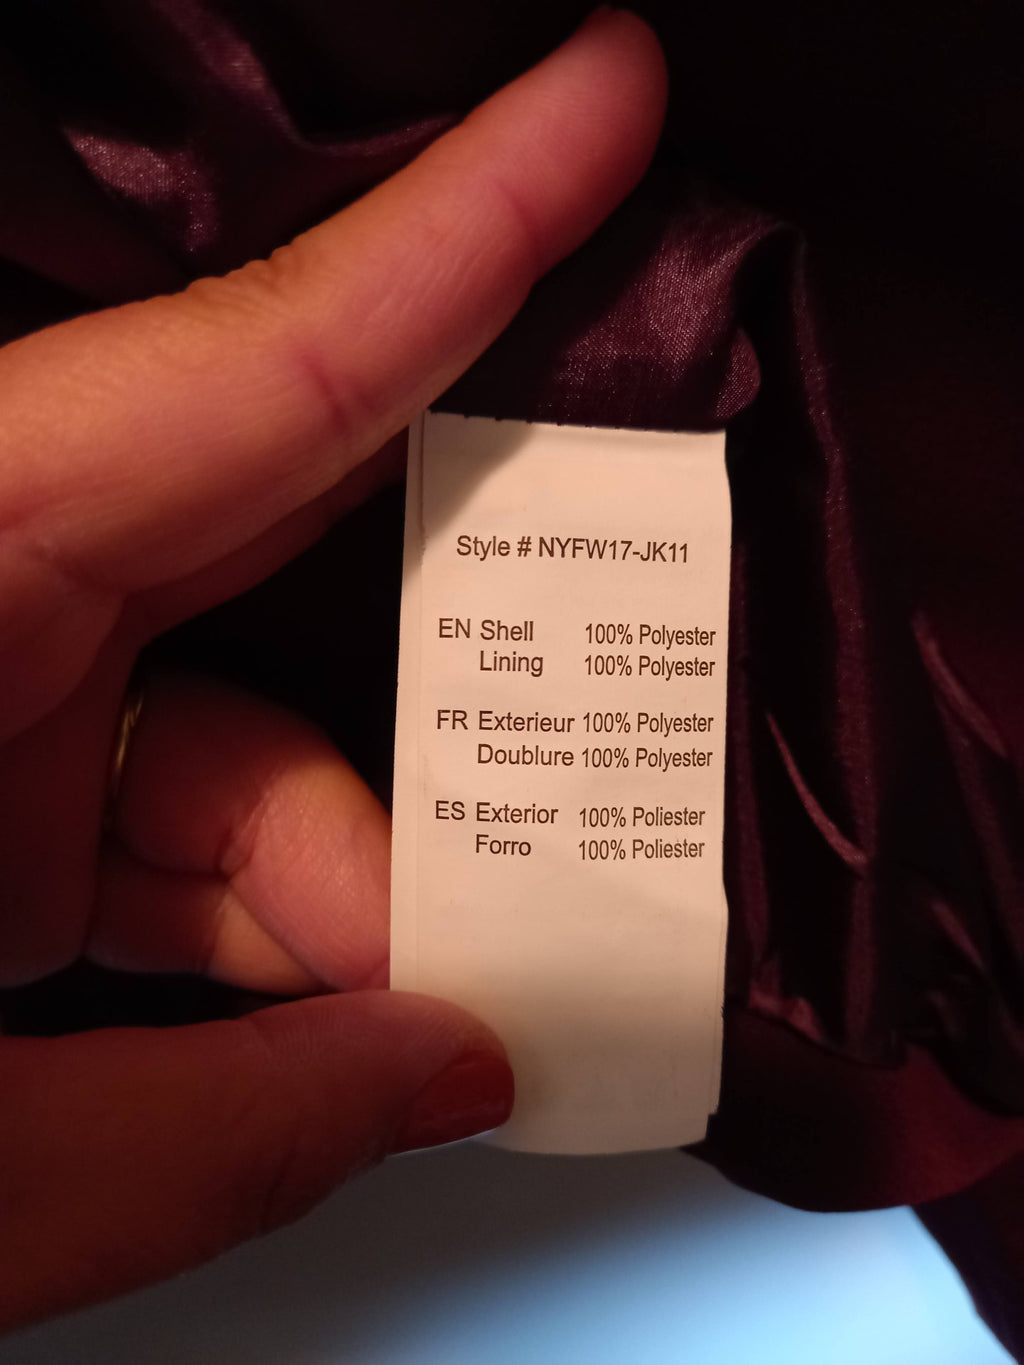 Style # NYFW17-JK11
EN Shell 100% Polyester
Lining 100% Polyester
FR Exterieur 100% Polyester
Doublure 100% Polyester
ES Exterior 100% Poliester
Forro 100% Poliester